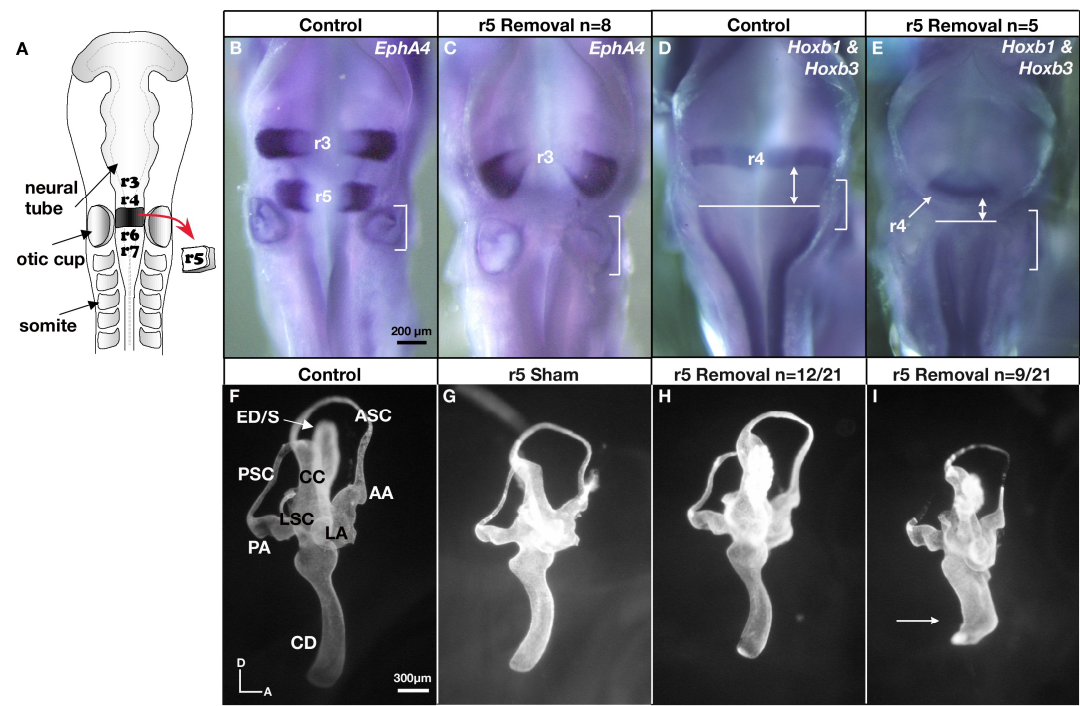 A
neural
tube
otic cup
somite
r3
r4
r6
r7
r5
Control
r5 Removal n=8
Control
r5 Removal n=5
B
EphA4
r3
r5
200 µm
C
EphA4
r3
D
Hoxb1 &
Hoxb3
r4
E
Hoxb1 &
Hoxb3
r4
Control
r5 Sham
r5 Removal n=12/21
r5 Removal n=9/21
F
ED/S
ASC
PSC
CC
AA
LSC
LA
PA
CD
D
A
300µm
G
H
I